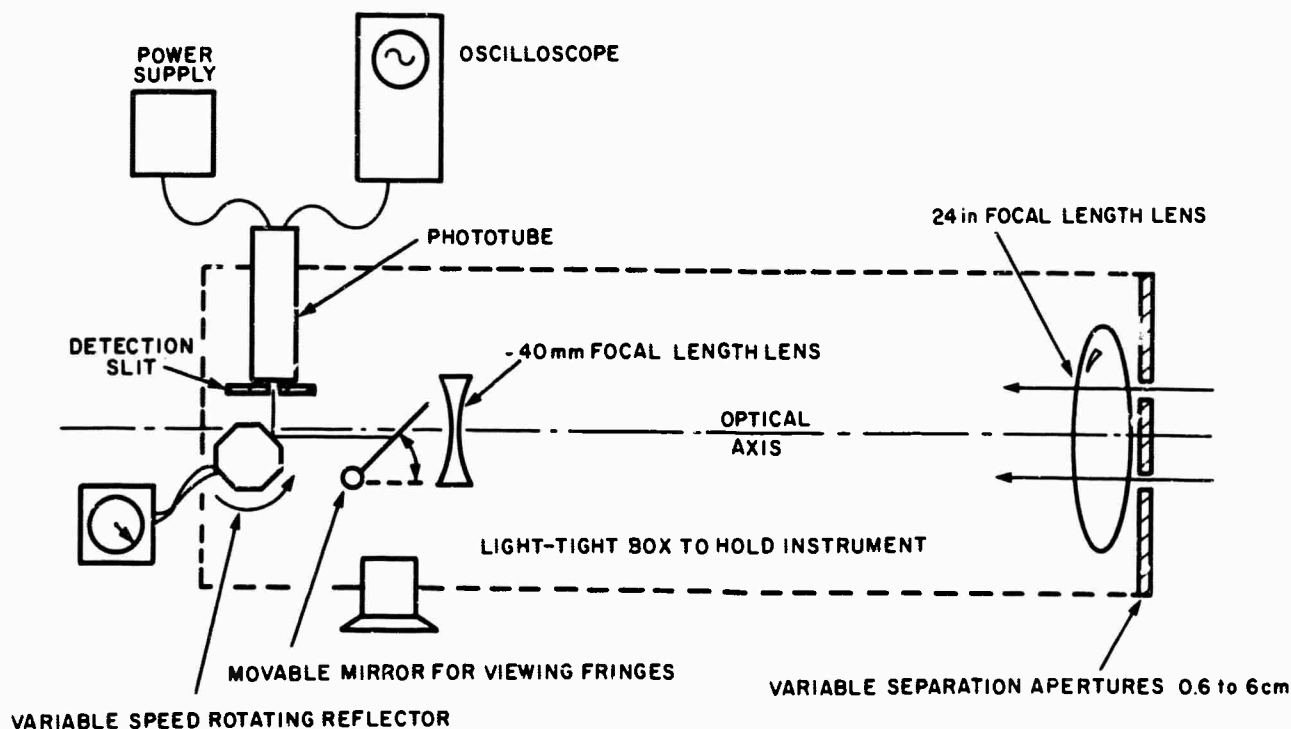 POWER
SUPPLY
OSCILLOSCOPE
24 in FOCAL LENGTH LENS
PHOTOTUBE
DETECTION
SLIT
-40mm FOCAL LENGTH LENS
OPTICAL
AXIS
LIGHT-TIGHT BOX TO HOLD INSTRUMENT
MOVABLE MIRROR FOR VIEWING FRINGES
VARIABLE SEPARATION APERTURES 0.6 to 6cm
VARIABLE SPEED ROTATING REFLECTOR